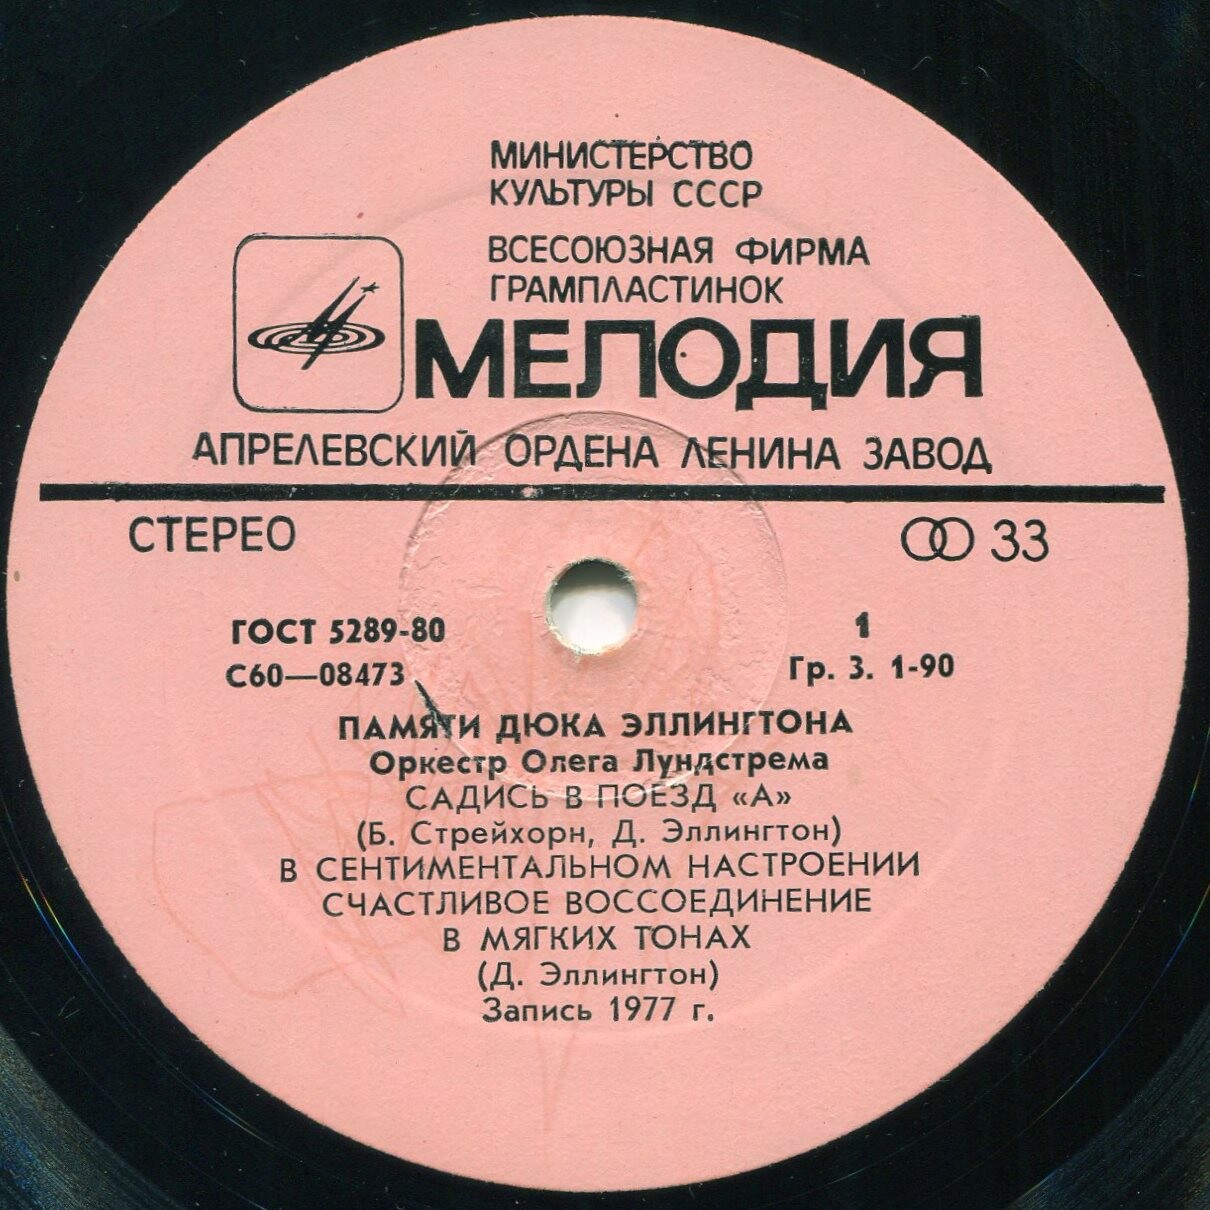 МИНИСТЕРСТВО
КУЛЬТУРЫ СССР
ВСЕСОЮЗНАЯ ФИРМА
ГРАМПЛАСТИНОК
МЕЛОДИЯ
АПРЕЛЕВСКИЙ ОРДЕНА ЛЕНИНА ЗАВОД
СТЕРЕО 33
ГОСТ 5289-80 1
С60—08473 Гр. 3. 1-90
ПАМЯТИ ДЮКА ЭЛЛИНГТОНА
Оркестр Олега Лундстрема
САДИСЬ В ПОЕЗД «А»
(Б. Стрейхорн, Д. Эллингтон)
В СЕНТИМЕНТАЛЬНОМ НАСТРОЕНИИ
СЧАСТЛИВОЕ ВОССОЕДИНЕНИЕ
В МЯГКИХ ТОНАХ
(Д. Эллингтон)
Запись 1977 г.